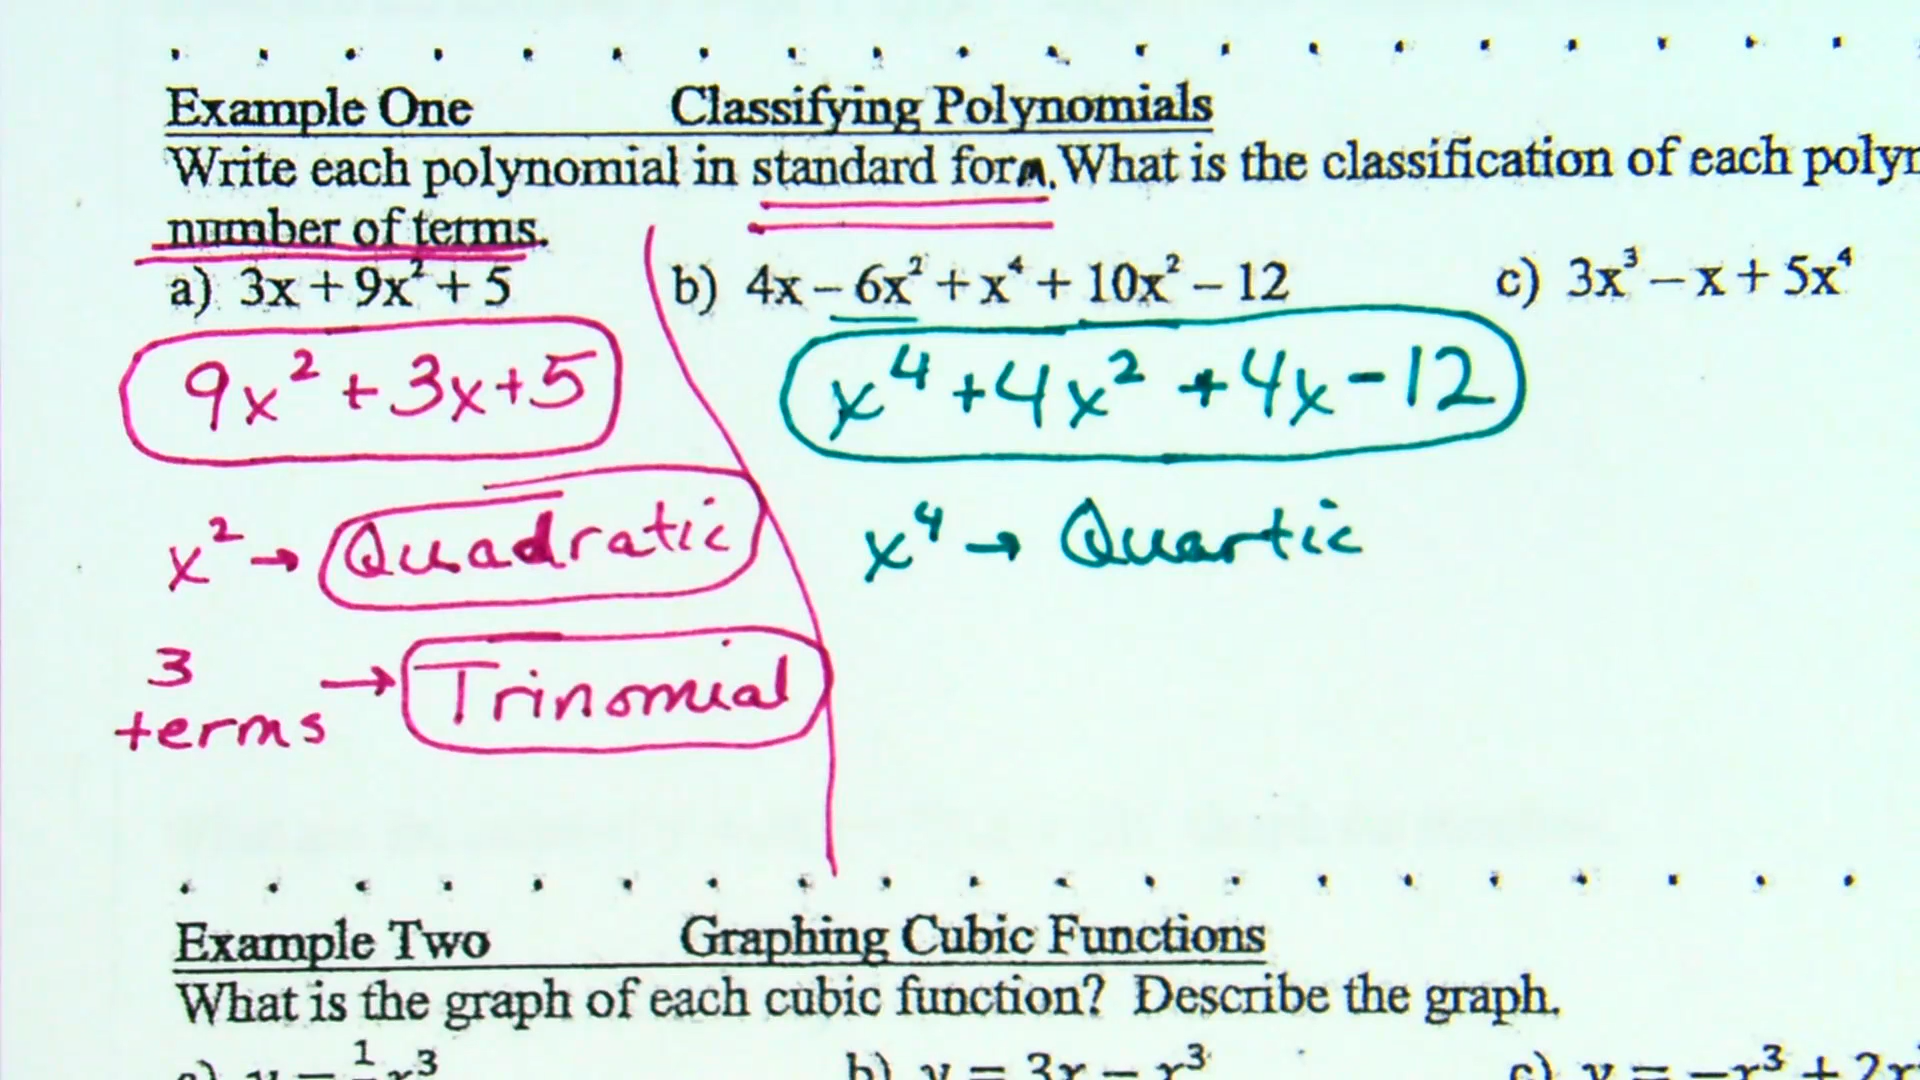 Example One Classifying Polynomials
Write each polynomial in standard form. What is the classification of each
number of terms.
a) 3x + 9x² + 5 b) 4x – 6x² + x⁴ + 10x² – 12 c) 3x³ – x + 5x⁴
9x² + 3x + 5 x⁴ + 4x² + 4x – 12
x² → Quadratic x⁴ → Quartic
3 terms → Trinomial
Example Two Graphing Cubic Functions
What is the graph of each cubic function? Describe the graph.
b) y = 3x – x³